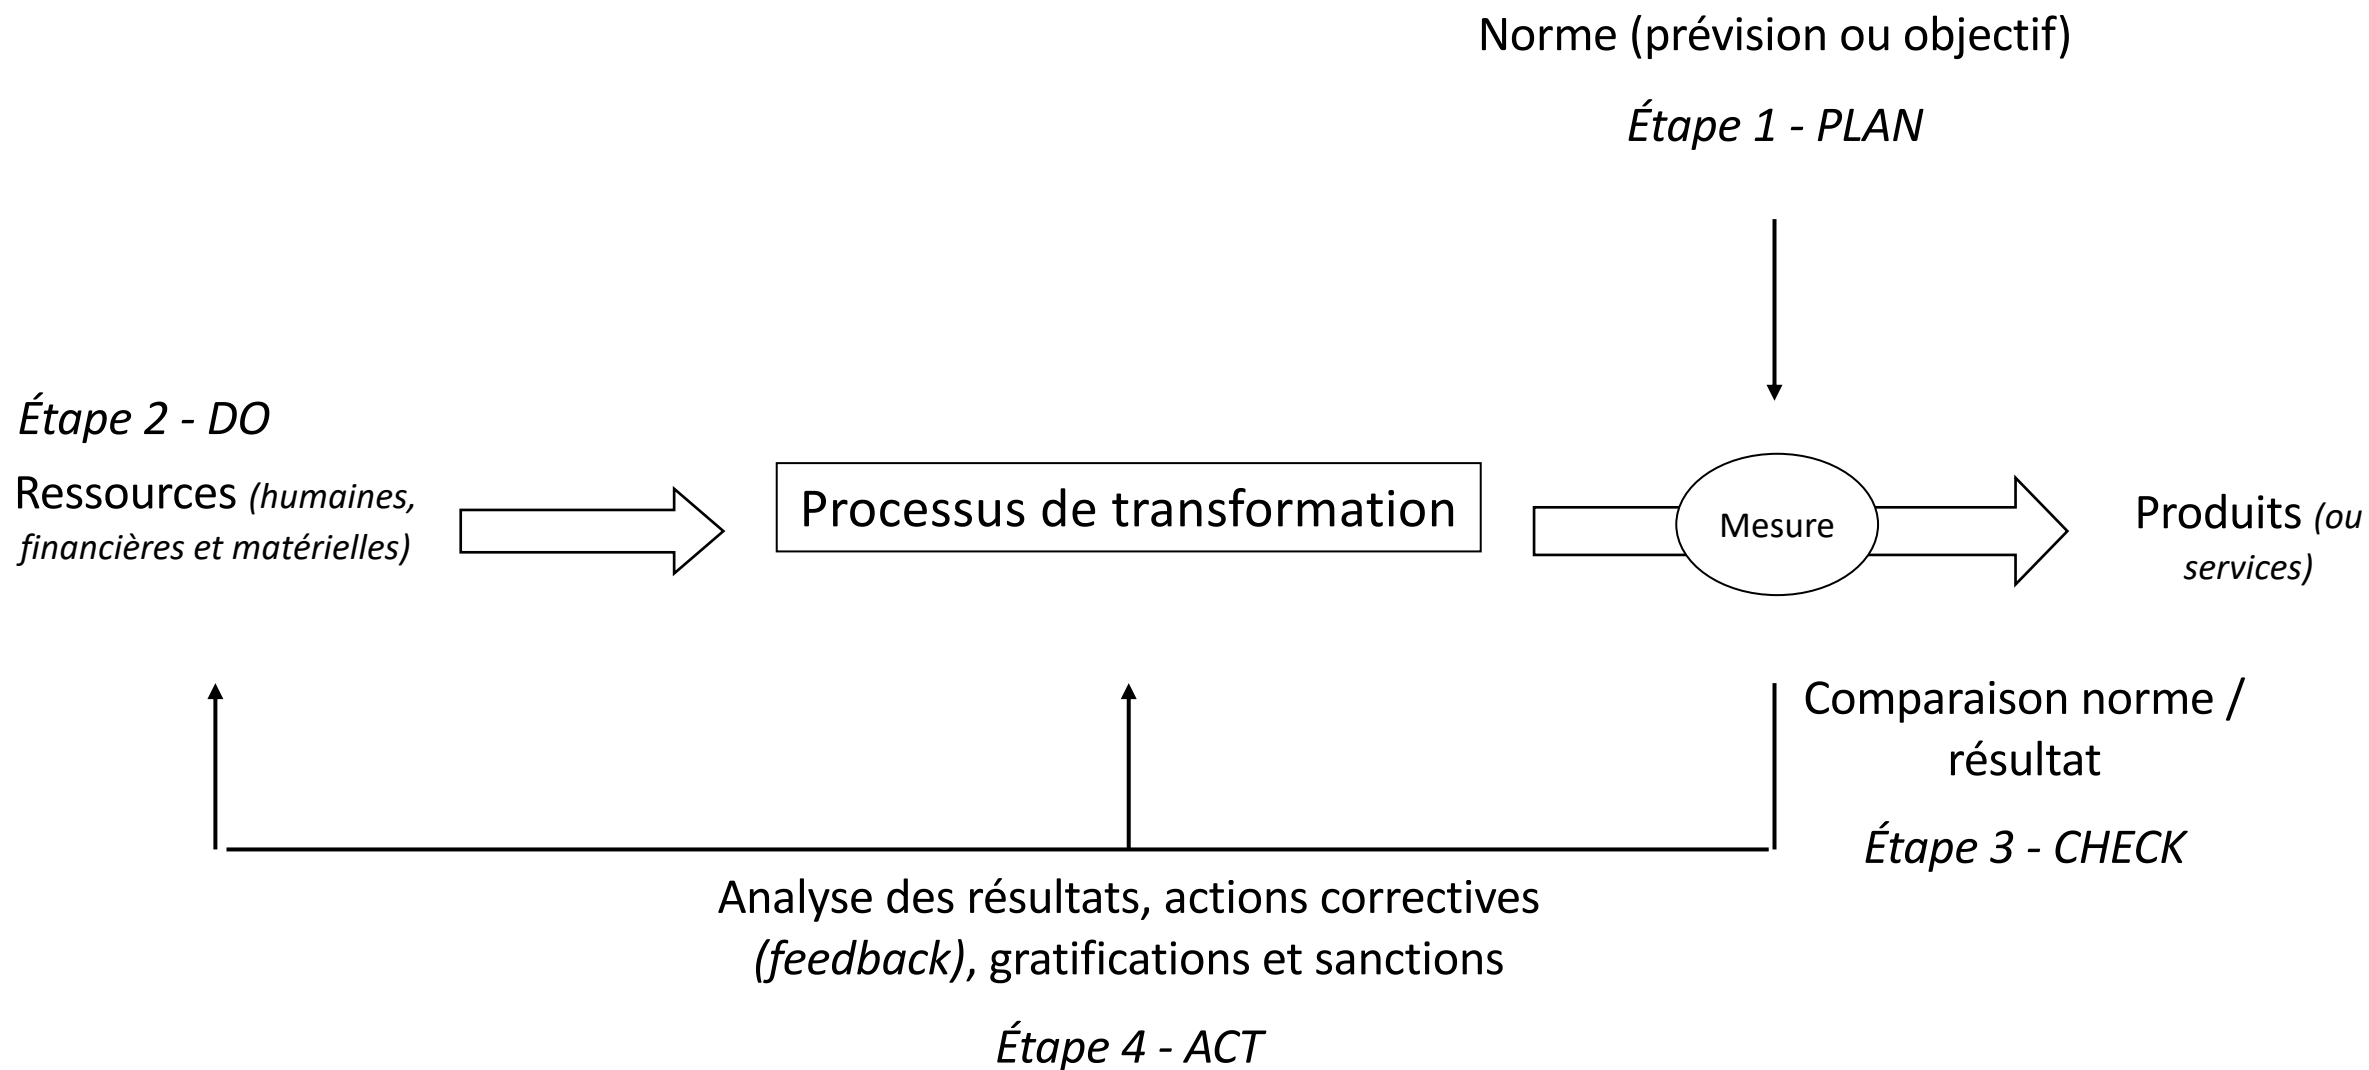 Norme (prévision ou objectif)
Étape 1 - PLAN
Étape 2 - DO
Ressources (humaines,
financières et matérielles)
Processus de transformation
Mesure
Produits (ou
services)
Comparaison norme /
résultat
Étape 3 - CHECK
Analyse des résultats, actions correctives
(feedback), gratifications et sanctions
Étape 4 - ACT